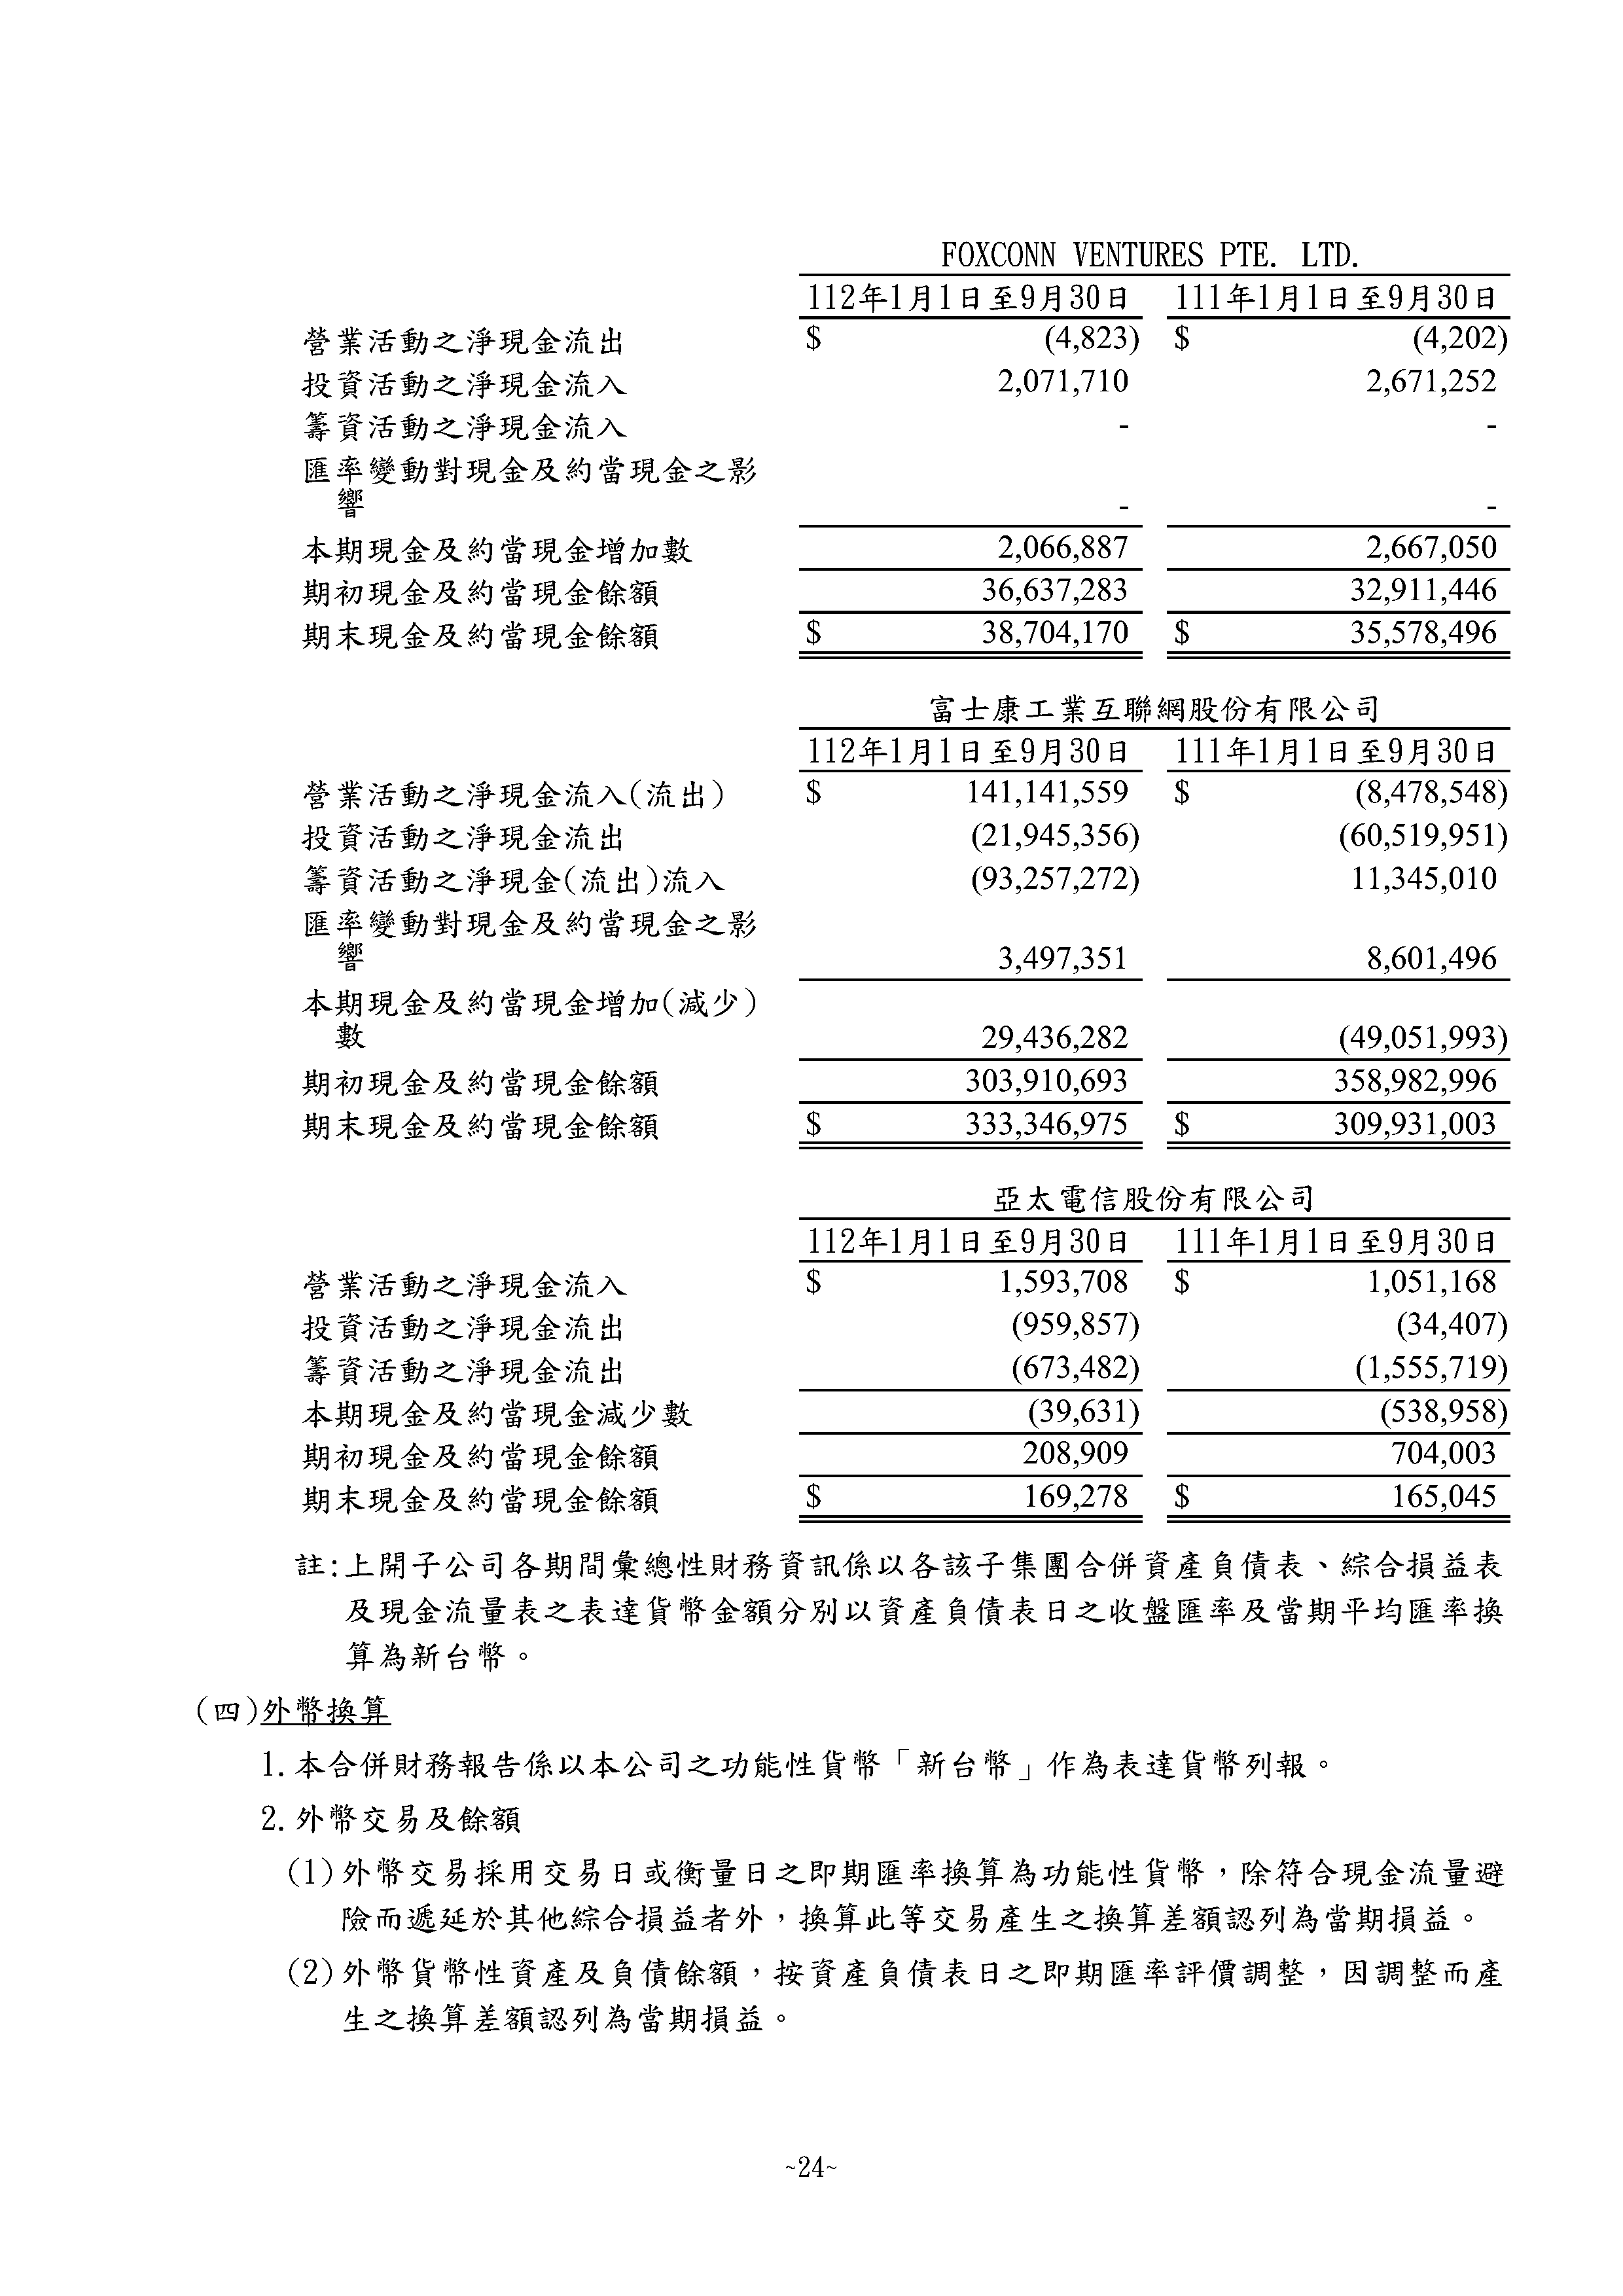 FOXCONN VENTURES PTE. LTD.
112年1月1日至9月30日 111年1月1日至9月30日
營業活動之淨現金流出 $ (4,823) $ (4,202)
投資活動之淨現金流入 2,071,710 2,671,252
籌資活動之淨現金流入 - -
匯率變動對現金及約當現金之影
響 - -
本期現金及約當現金增加數 2,066,887 2,667,050
期初現金及約當現金餘額 36,637,283 32,911,446
期末現金及約當現金餘額 $ 38,704,170 $ 35,578,496
富士康工業互聯網股份有限公司
112年1月1日至9月30日 111年1月1日至9月30日
營業活動之淨現金流入(流出) $ 141,141,559 $ (8,478,548)
投資活動之淨現金流出 (21,945,356) (60,519,951)
籌資活動之淨現金(流出)流入 (93,257,272) 11,345,010
匯率變動對現金及約當現金之影
響 3,497,351 8,601,496
本期現金及約當現金增加(減少)
數 29,436,282 (49,051,993)
期初現金及約當現金餘額 303,910,693 358,982,996
期末現金及約當現金餘額 $ 333,346,975 $ 309,931,003
亞太電信股份有限公司
112年1月1日至9月30日 111年1月1日至9月30日
營業活動之淨現金流入 $ 1,593,708 $ 1,051,168
投資活動之淨現金流出 (959,857) (34,407)
籌資活動之淨現金流出 (673,482) (1,555,719)
本期現金及約當現金減少數 (39,631) (538,958)
期初現金及約當現金餘額 208,909 704,003
期末現金及約當現金餘額 $ 169,278 $ 165,045
註:上開子公司各期間彙總性財務資訊係以各該子集團合併資產負債表、綜合損益表
及現金流量表之表達貨幣金額分別以資產負債表日之收盤匯率及當期平均匯率換
算為新台幣。
(四)外幣換算
1.本合併財務報告係以本公司之功能性貨幣「新台幣」作為表達貨幣列報。
2.外幣交易及餘額
(1)外幣交易採用交易日或衡量日之即期匯率換算為功能性貨幣，除符合現金流量避
險而遞延於其他綜合損益者外，換算此等交易產生之換算差額認列為當期損益。
(2)外幣貨幣性資產及負債餘額，按資產負債表日之即期匯率評價調整，因調整而產
生之換算差額認列為當期損益。
~24~